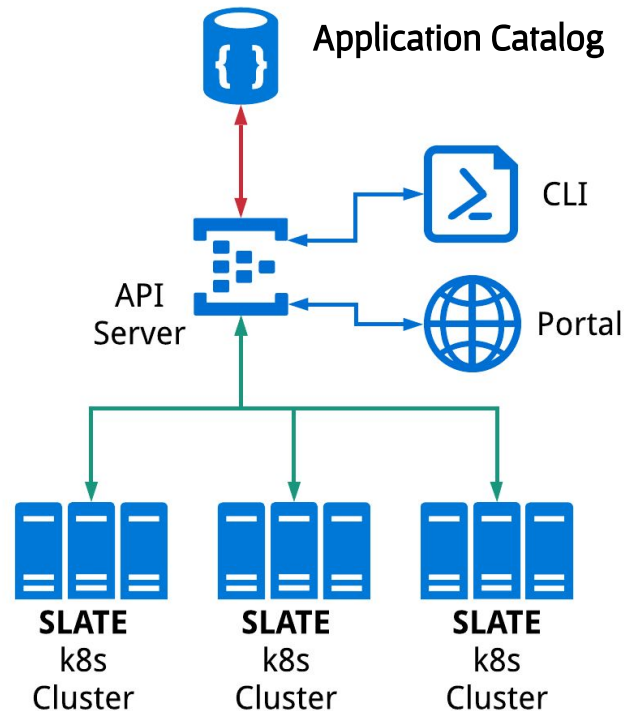 Application Catalog
CLI
API
Server
Portal
SLATE
k8s
Cluster
SLATE
k8s
Cluster
SLATE
k8s
Cluster